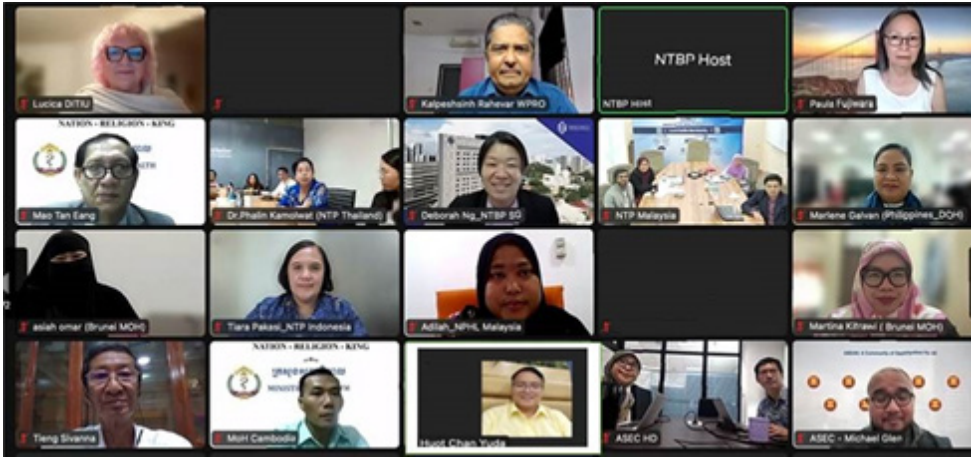 Lucica DITIU
Kalpeshsinh Rahevar WPRO
NTBP Host
NTBP Host
Paula Fujiwara
NATION - RELIGION - KING
Mao Tan Eang
Dr.Phalin Kamolwat (NTP Thailand)
Deborah Ng_NTBP SG
NTP Malaysia
Marlene Galvan (Philippines_DOH)
asiah omar (Brunei MOH)
Tiara Pakasi_NTP Indonesia
Adilah_NPHL Malaysia
Martina Kifrawi ( Brunei MOH)
Tieng Sivanna
NATION - RELIGION - KING
MoH Cambodia
Huot Chan Yuda
ASEC HD
ASEC - Michael Glen